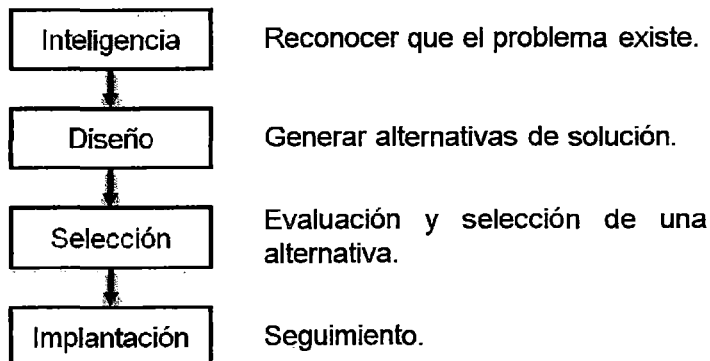 Inteligencia
Reconocer que el problema existe.
Diseño
Generar alternativas de solución.
Selección
Evaluación y selección de una
alternativa.
Implantación
Seguimiento.